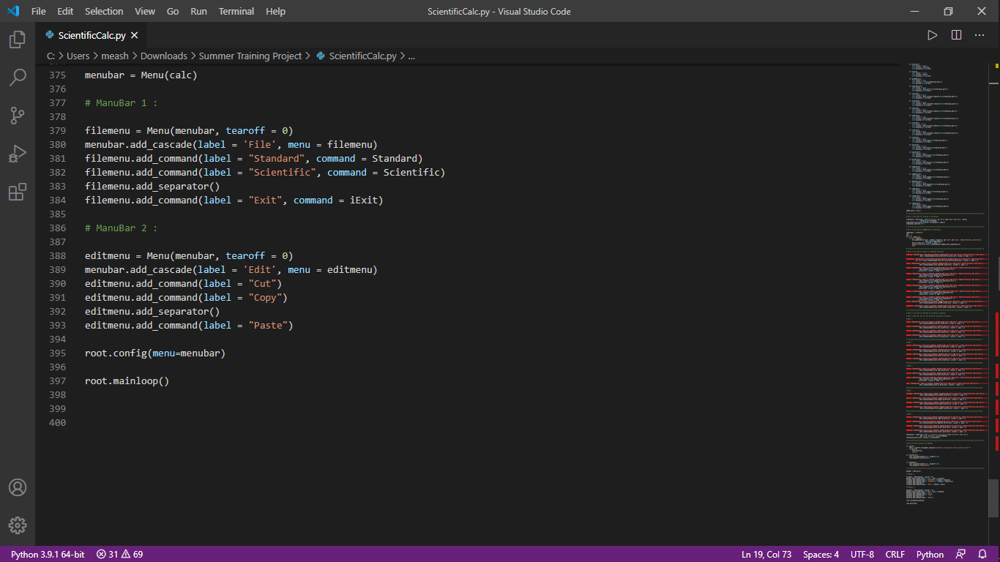 File Edit Selection View Go Run Terminal Help ScientificCalc.py - Visual Studio Code
ScientificCalc.py
C: > Users > meash > Downloads > Summer Training Project > ScientificCalc.py > ...
375 menubar = Menu(calc)
376
377 # ManuBar 1 :
378
379 filemenu = Menu(menubar, tearoff = 0)
380 menubar.add_cascade(label = 'File', menu = filemenu)
381 filemenu.add_command(label = "Standard", command = Standard)
382 filemenu.add_command(label = "Scientific", command = Scientific)
383 filemenu.add_separator()
384 filemenu.add_command(label = "Exit", command = iExit)
385
386 # ManuBar 2 :
387
388 editmenu = Menu(menubar, tearoff = 0)
389 menubar.add_cascade(label = 'Edit', menu = editmenu)
390 editmenu.add_command(label = "Cut")
391 editmenu.add_command(label = "Copy")
392 editmenu.add_separator()
393 editmenu.add_command(label = "Paste")
394
395 root.config(menu=menubar)
396
397 root.mainloop()
398
399
400
Python 3.9.1 64-bit 31 69 Ln 19, Col 73 Spaces: 4 UTF-8 CRLF Python